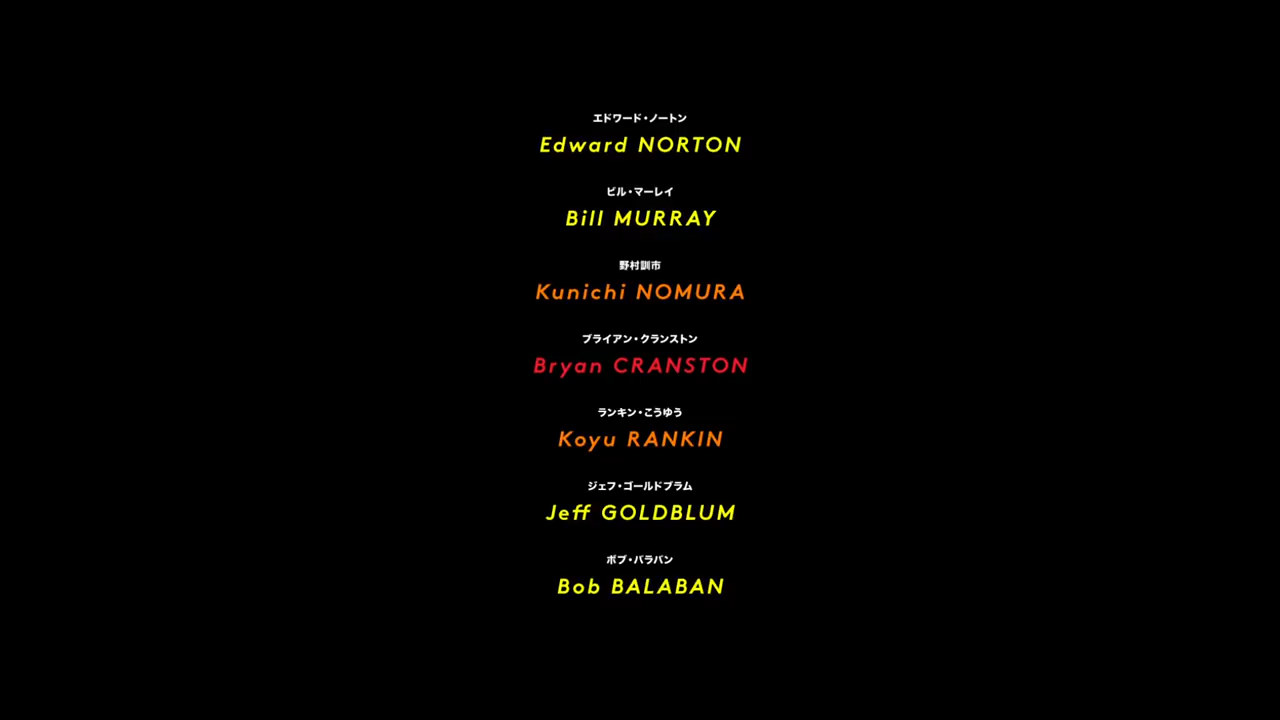 エドワード・ノートン
Edward NORTON
ビル・マーレイ
Bill MURRAY
野村訓市
Kunichi NOMURA
ブライアン・クランストン
Bryan CRANSTON
ランキン・こうゆう
Koyu RANKIN
ジェフ・ゴールドブラム
Jeff GOLDBLUM
ボブ・バラバン
Bob BALABAN